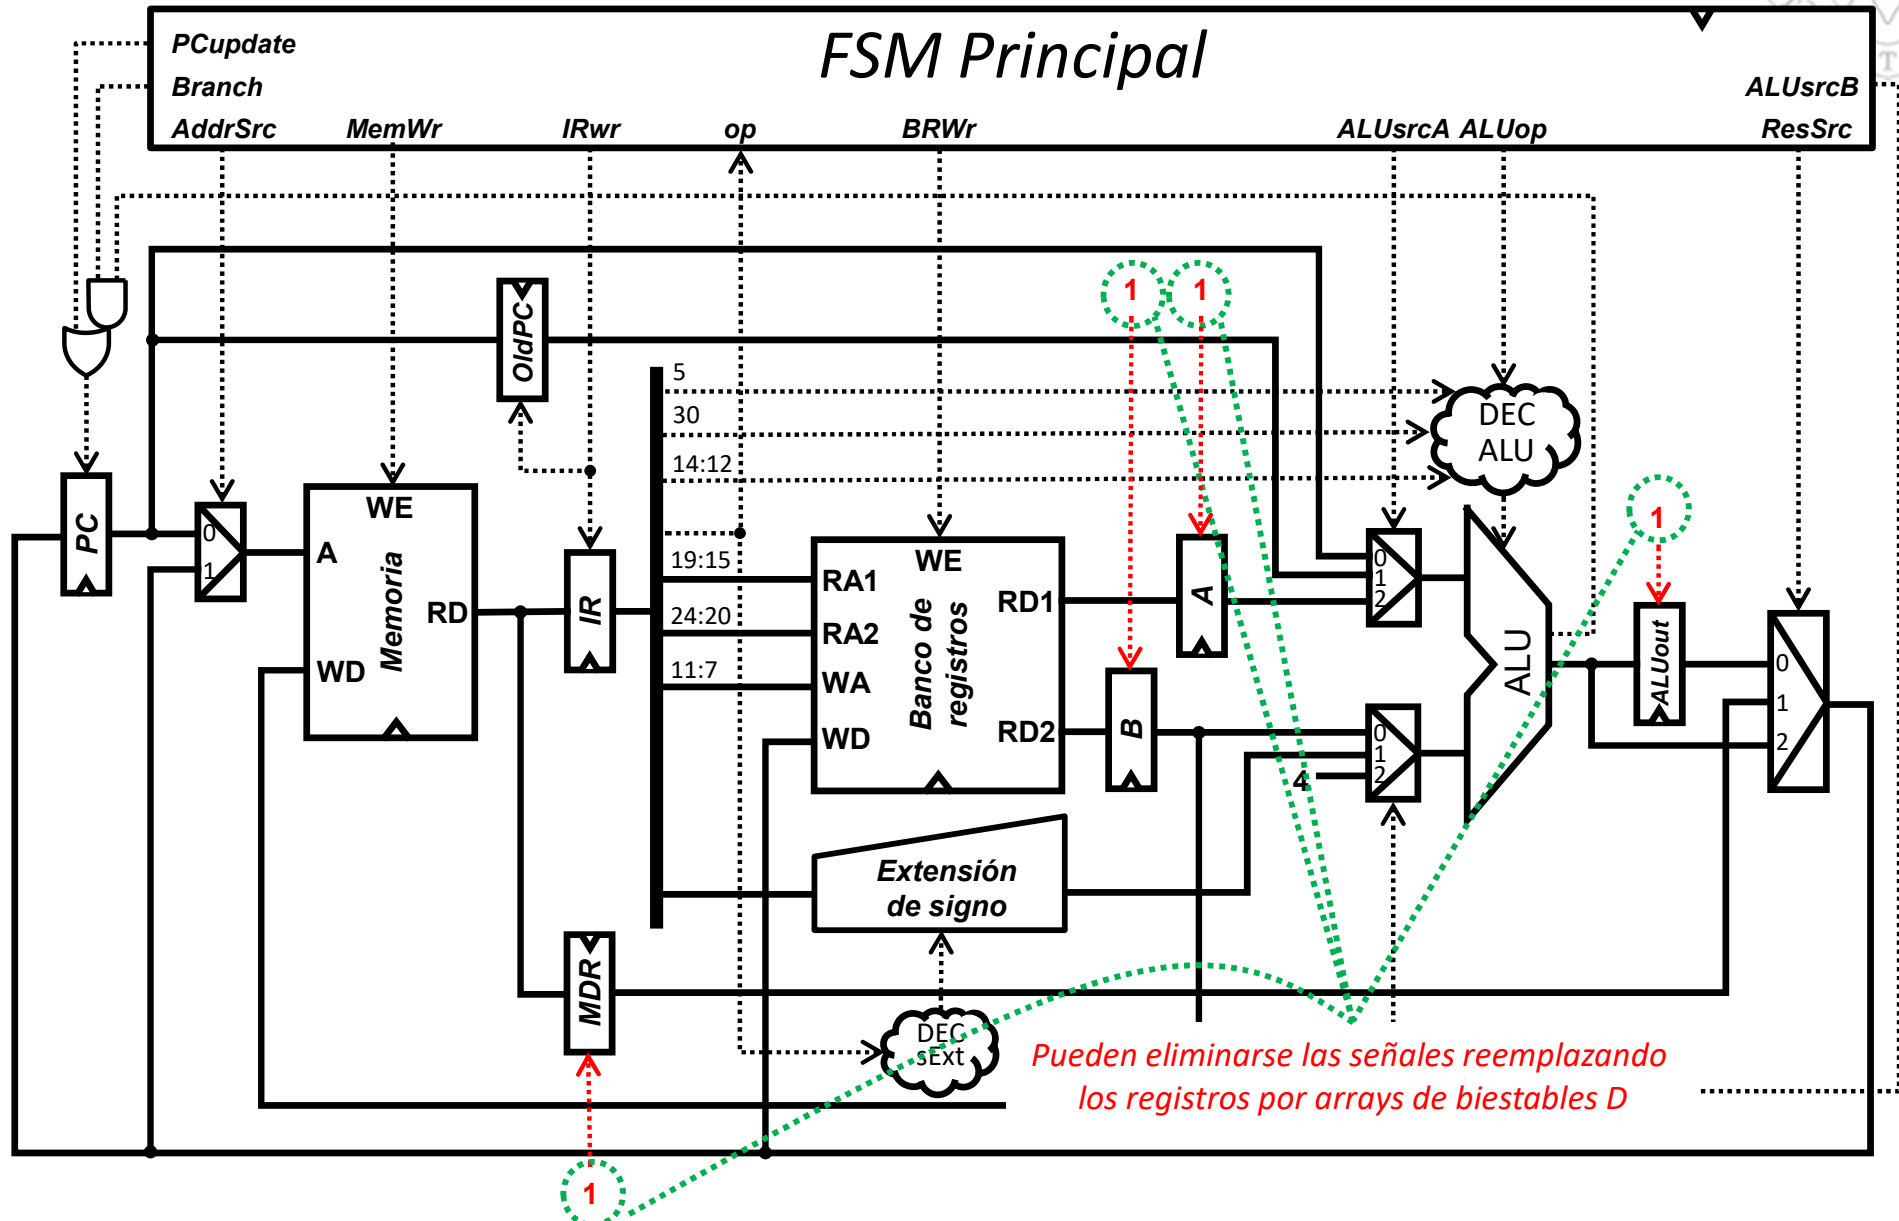 FSM Principal
PCupdate
Branch
ALUsrcB
AddrSrc MemWr IRwr op BRWr ALUsrcA ALUop ResSrc
T
1 1
OldPC
5
30
14:12
DEC
ALU
1
PC
0
1
WE
A
RD
WD
Memoria
IR
19:15
24:20
11:7
WE
RA1
RA2
WA
WD
RD1
RD2
Banco de
registros
A
B
0
1
2
0
1
2
4
ALU
ALUout
0
1
2
Extensión
de signo
MDR
DEC
sExt
Pueden eliminarse las señales reemplazando
los registros por arrays de biestables D
1